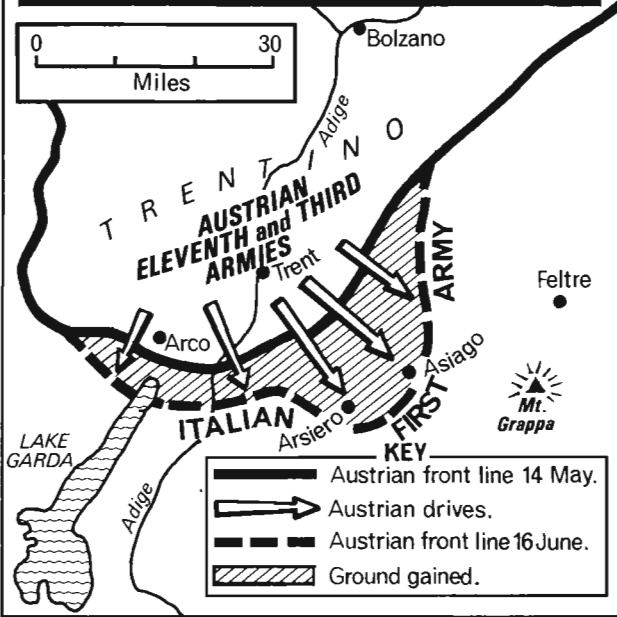 0 30
Miles
Bolzano
Adige
TRENTINO
AUSTRIAN
ELEVENTH and THIRD
ARMIES
Trent
ARMY
Feltre
Arco
Asiago
Mt.
Grappa
FIRST
ITALIAN
Arsiero
LAKE
GARDA
Adige
KEY
Austrian front line 14 May.
Austrian drives.
Austrian front line 16 June.
Ground gained.